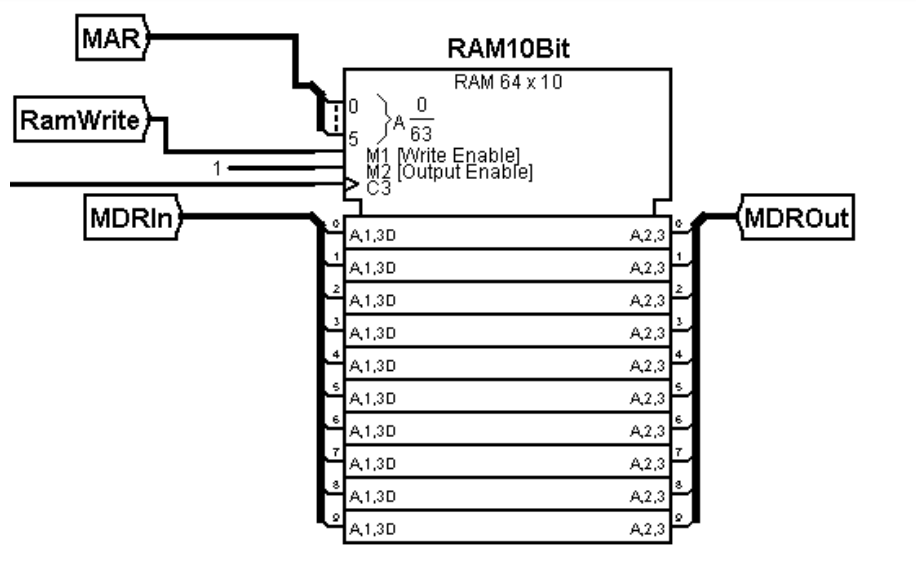 MAR
RAM10Bit
RAM 64 x 10
0
5
A 0
63
RamWrite
M1 [Write Enable]
1
M2 [Output Enable]
C3
MDRIn
MDROut
0 A,1,3D A,2,3 0
1 A,1,3D A,2,3 1
2 A,1,3D A,2,3 2
3 A,1,3D A,2,3 3
4 A,1,3D A,2,3 4
5 A,1,3D A,2,3 5
6 A,1,3D A,2,3 6
7 A,1,3D A,2,3 7
8 A,1,3D A,2,3 8
9 A,1,3D A,2,3 9